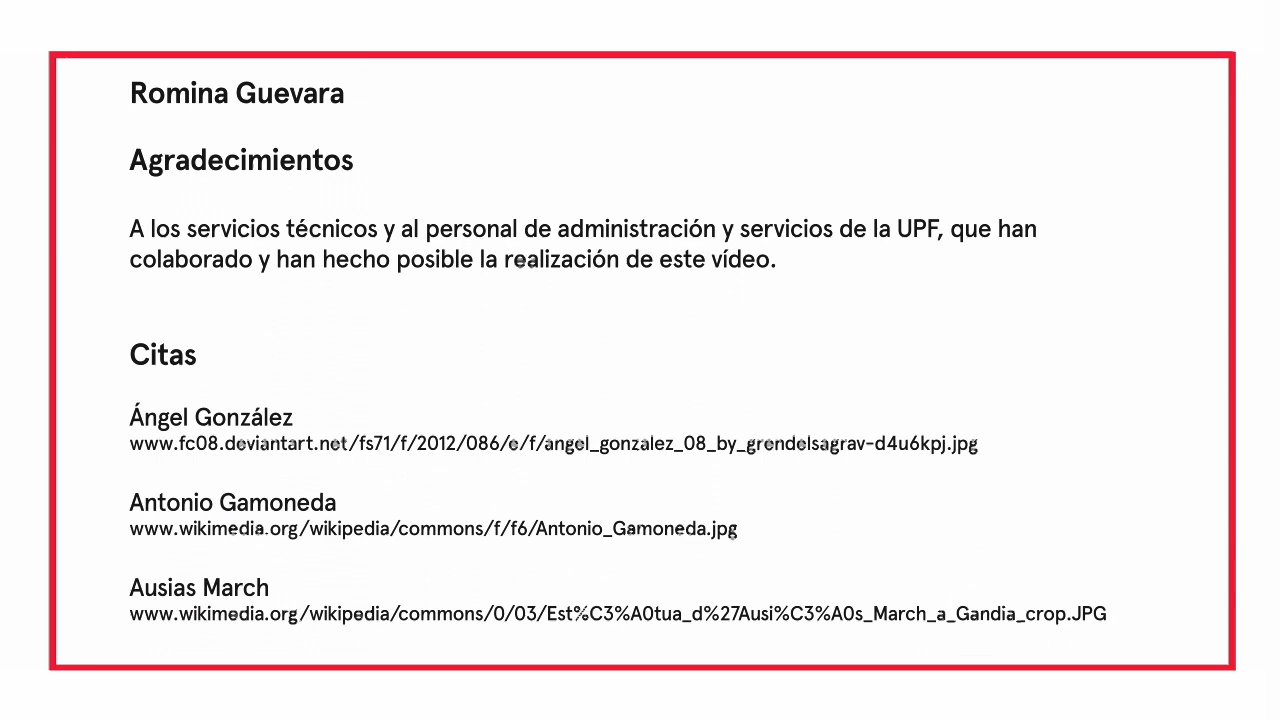 Romina Guevara
Agradecimientos
A los servicios técnicos y al personal de administración y servicios de la UPF, que han
colaborado y han hecho posible la realización de este vídeo.
Citas
Ángel González
www.fc08.deviantart.net/fs71/f/2012/086/e/f/angel_gonzalez_08_by_grendelsagrav-d4u6kpj.jpg
Antonio Gamoneda
www.wikimedia.org/wikipedia/commons/f/f6/Antonio_Gamoneda.jpg
Ausias March
www.wikimedia.org/wikipedia/commons/0/03/Est%C3%A0tua_d%27Ausi%C3%A0s_March_a_Gandia_crop.JPG